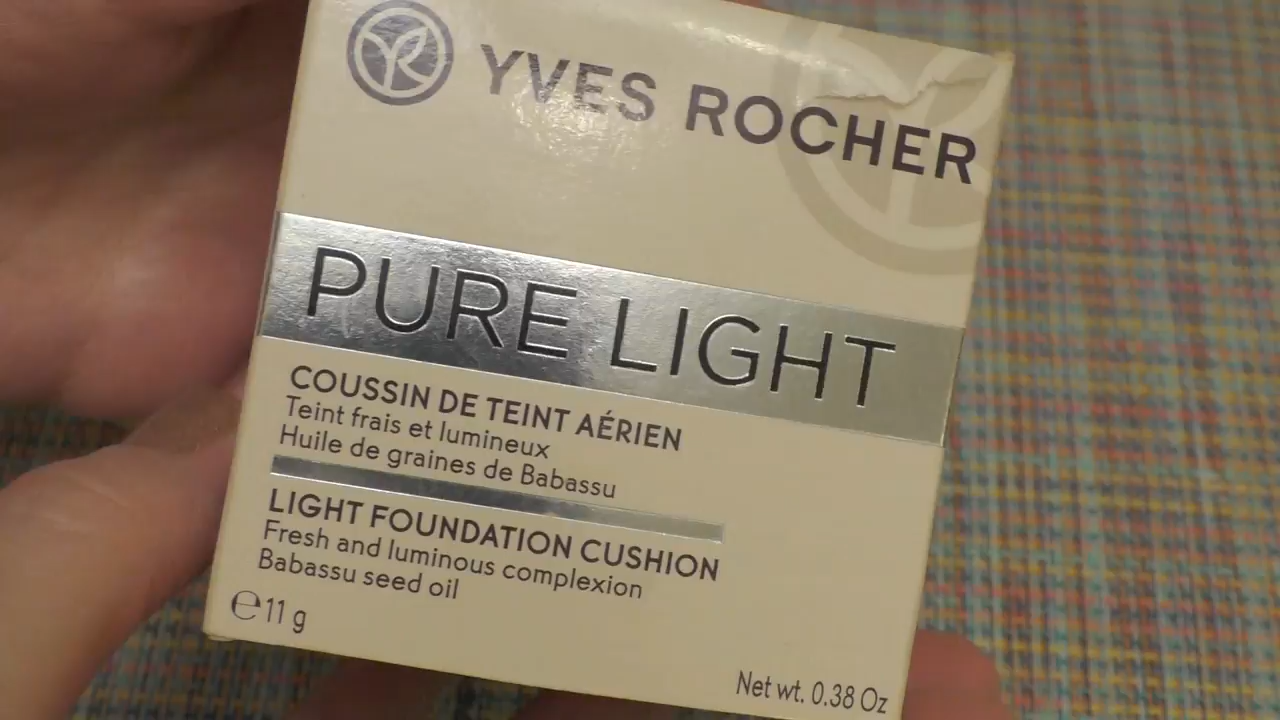 YVES ROCHER
PURE LIGHT
COUSSIN DE TEINT AÉRIEN
Teint frais et lumineux
Huile de graines de Babassu
LIGHT FOUNDATION CUSHION
Fresh and luminous complexion
Babassu seed oil
℮11 g
Net wt. 0.38 Oz